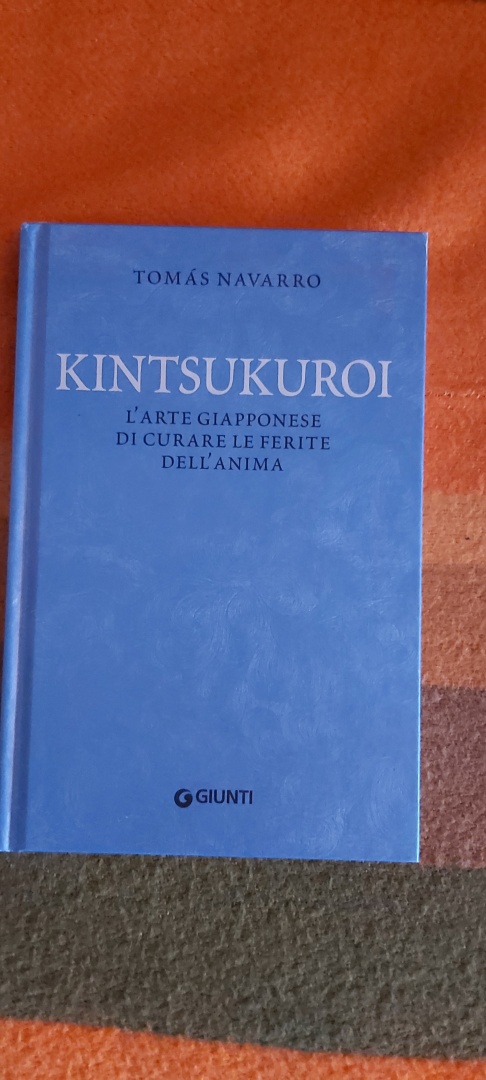 TOMÁS NAVARRO
KINTSUKUROI
L'ARTE GIAPPONESE
DI CURARE LE FERITE
DELL'ANIMA
GIUNTI